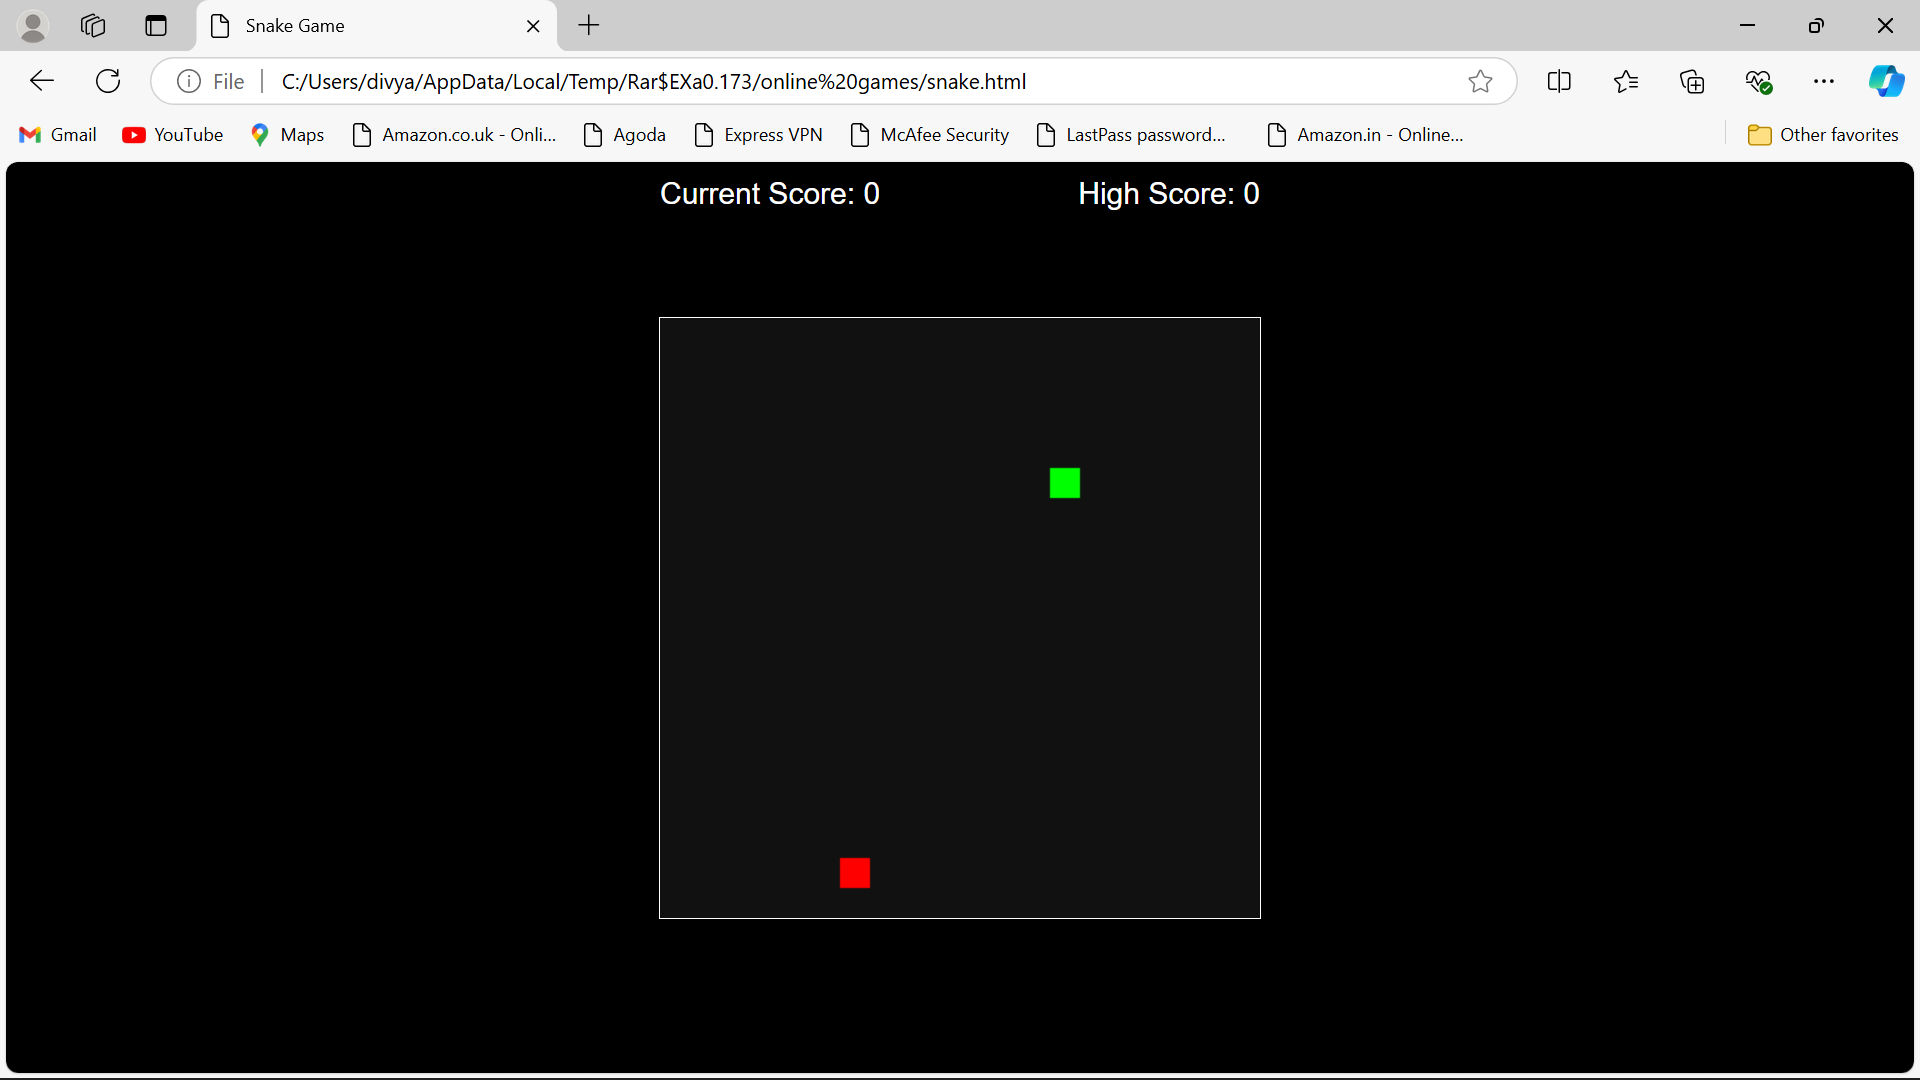 Snake Game
File C:/Users/divya/AppData/Local/Temp/Rar$EXa0.173/online%20games/snake.html
Gmail YouTube Maps Amazon.co.uk - Onli... Agoda Express VPN McAfee Security LastPass password... Amazon.in - Online... Other favorites
Current Score: 0 High Score: 0